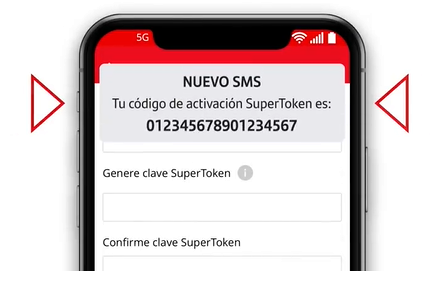 5G
NUEVO SMS
Tu código de activación SuperToken es:
012345678901234567
Genere clave SuperToken i
Confirme clave SuperToken